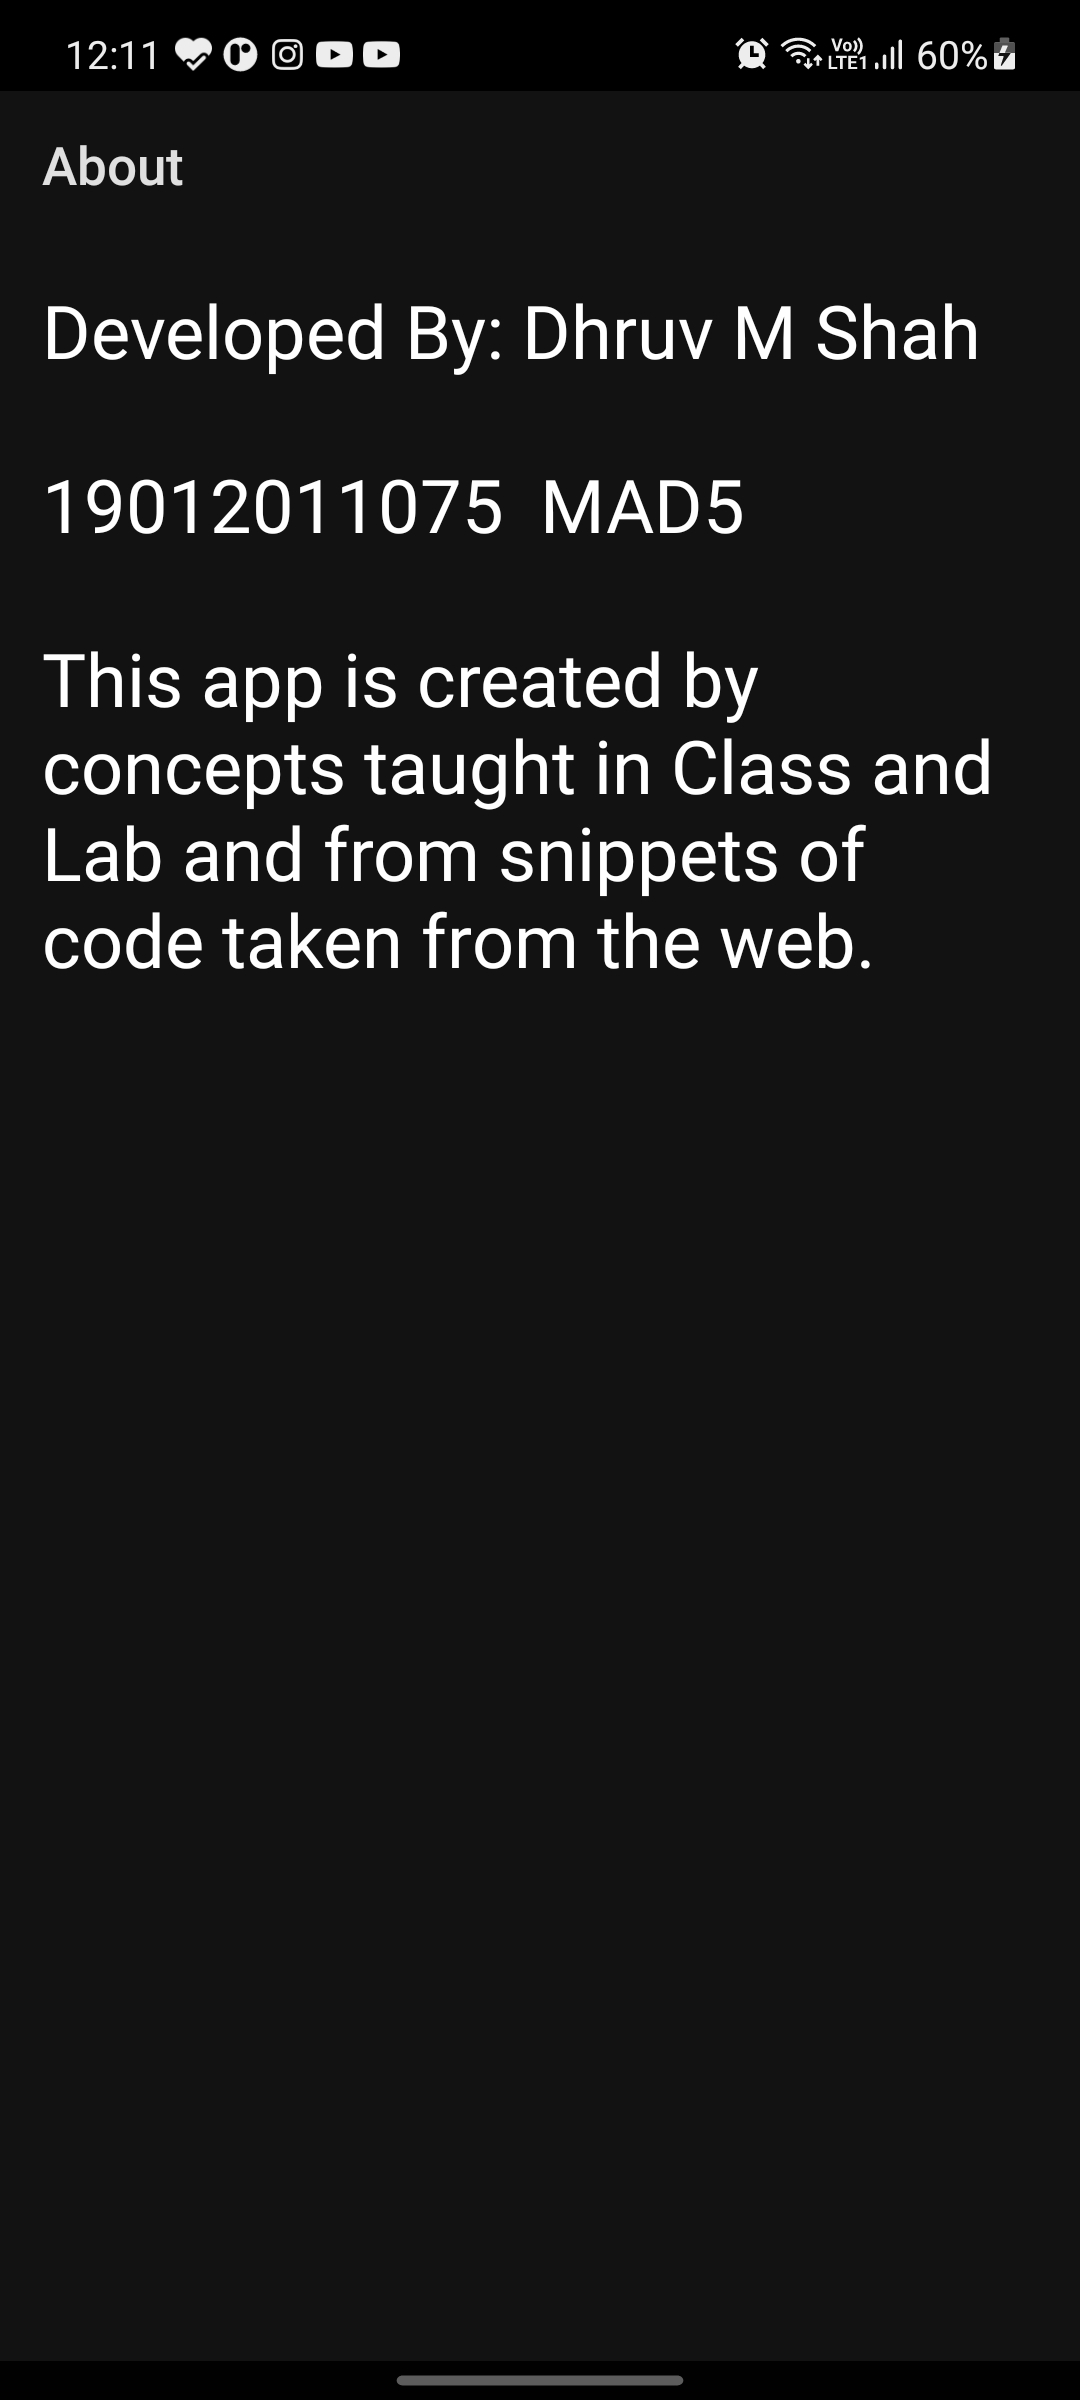 12:11 Vo)) LTE1 60%
About
Developed By: Dhruv M Shah
19012011075  MAD5
This app is created by
concepts taught in Class and
Lab and from snippets of
code taken from the web.